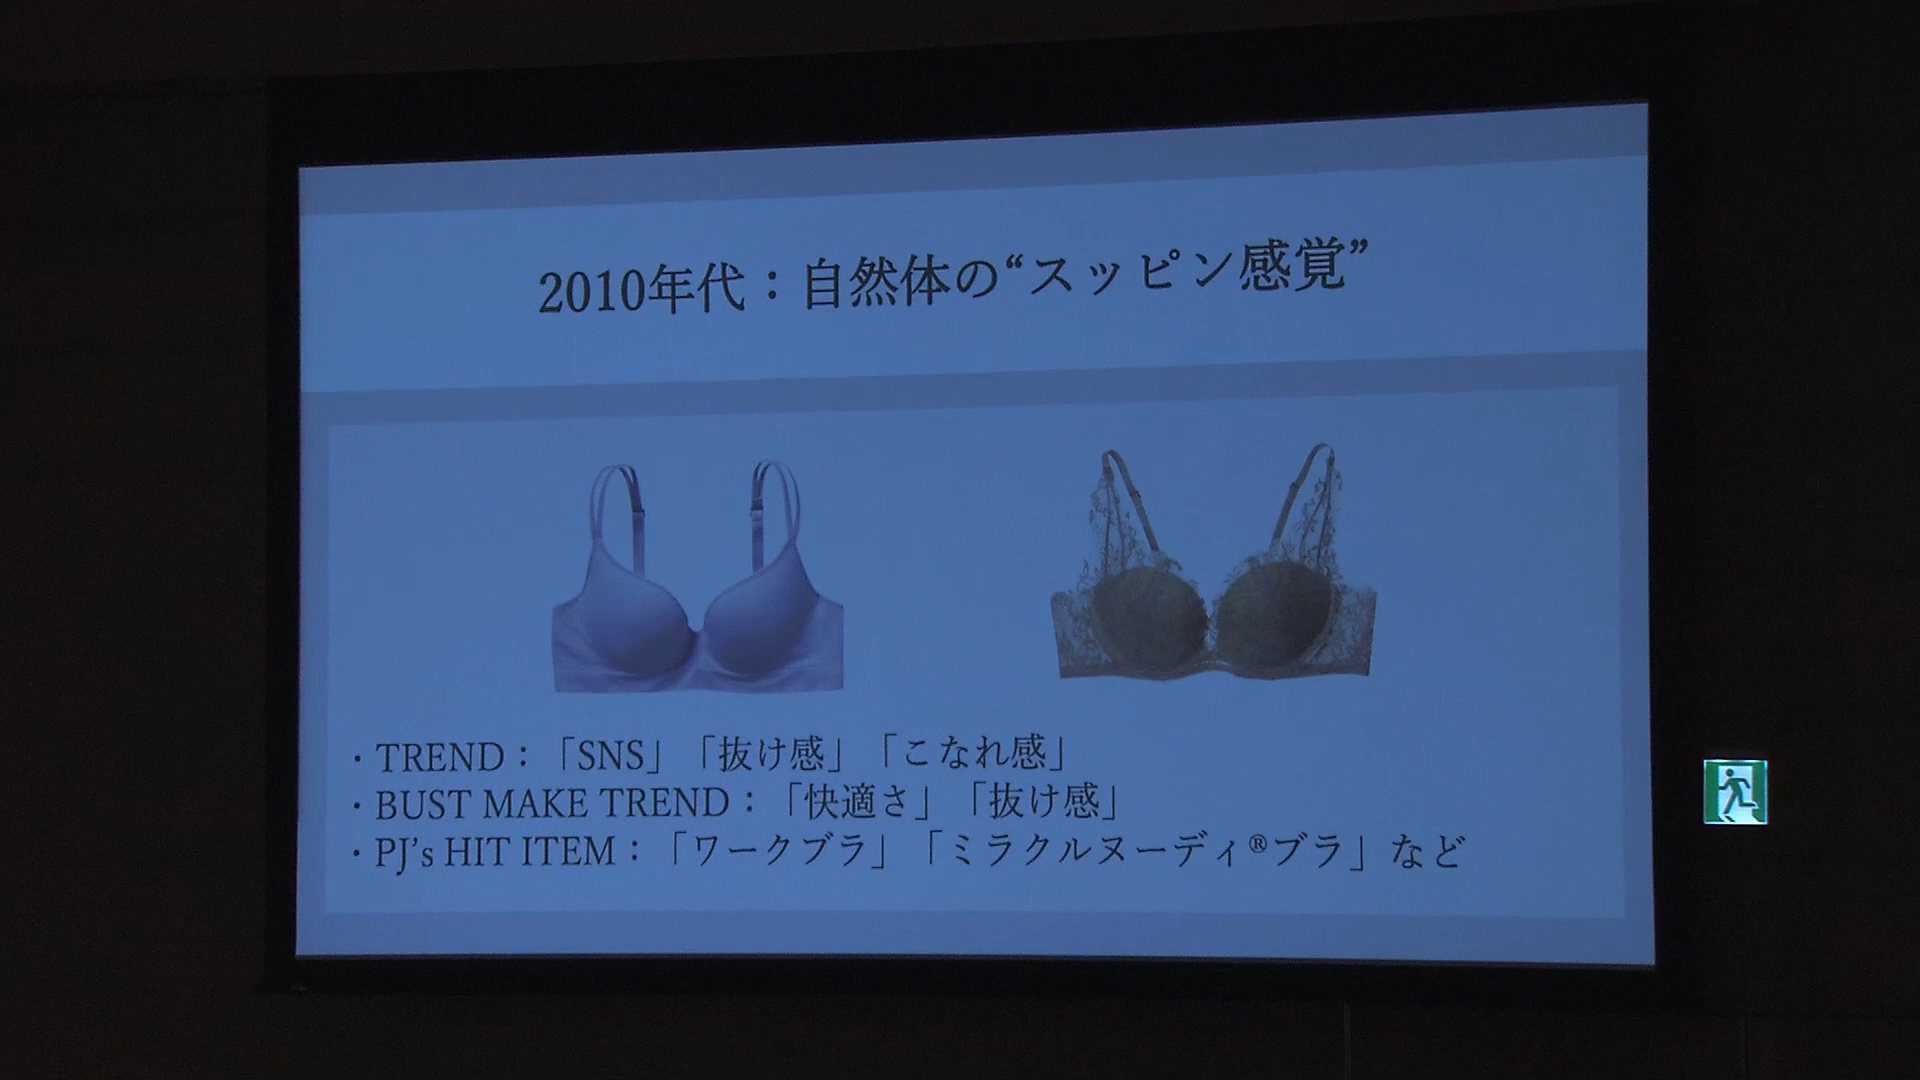 2010年代：自然体の“スッピン感覚”
・TREND：「SNS」「抜け感」「こなれ感」
・BUST MAKE TREND：「快適さ」「抜け感」
・PJ’s HIT ITEM：「ワークブラ」「ミラクルヌーディ®ブラ」など